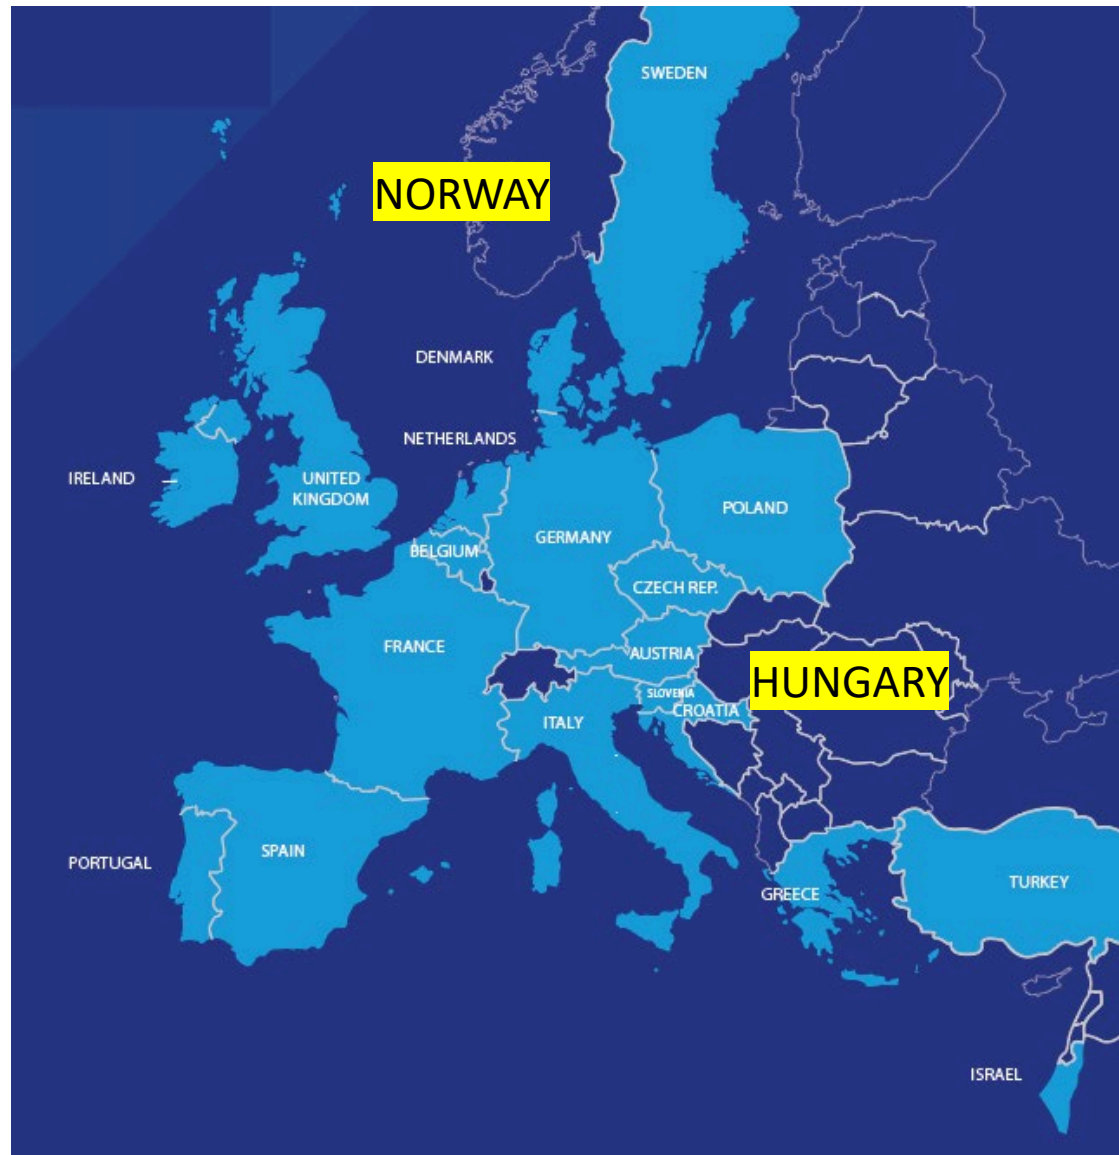 SWEDEN
NORWAY
DENMARK
NETHERLANDS
IRELAND
UNITED
KINGDOM
POLAND
BELGIUM
GERMANY
CZECH REP.
FRANCE
AUSTRIA
HUNGARY
SLOVENIA
CROATIA
ITALY
PORTUGAL
SPAIN
GREECE
TURKEY
ISRAEL